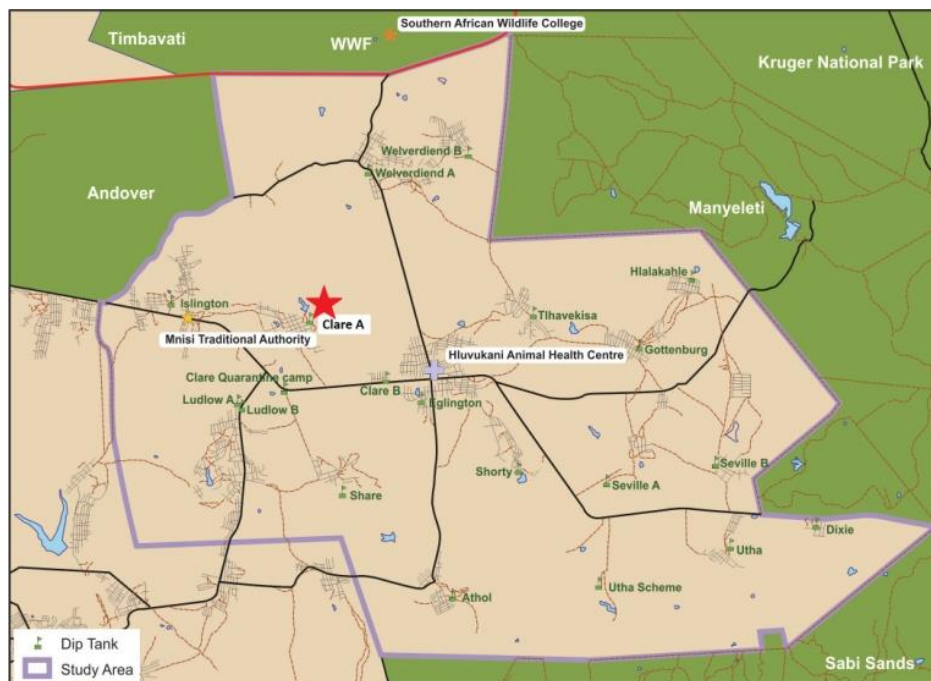 Southern African Wildlife College
Timbavati
WWF
Kruger National Park
Welverdiend B
Welverdiend A
Andover
Manyeleti
Hlalakahle
Islington
Clare A
Tlhavekisa
Mnisi Traditional Authority
Hluvukani Animal Health Centre
Gottenburg
Clare Quarantine camp
Clare B
Ludlow A
Ludlow B
Eglington
Shorty
Seville B
Seville A
Share
Dixie
Utha
Utha Scheme
Athol
Dip Tank
Study Area
Sabi Sands